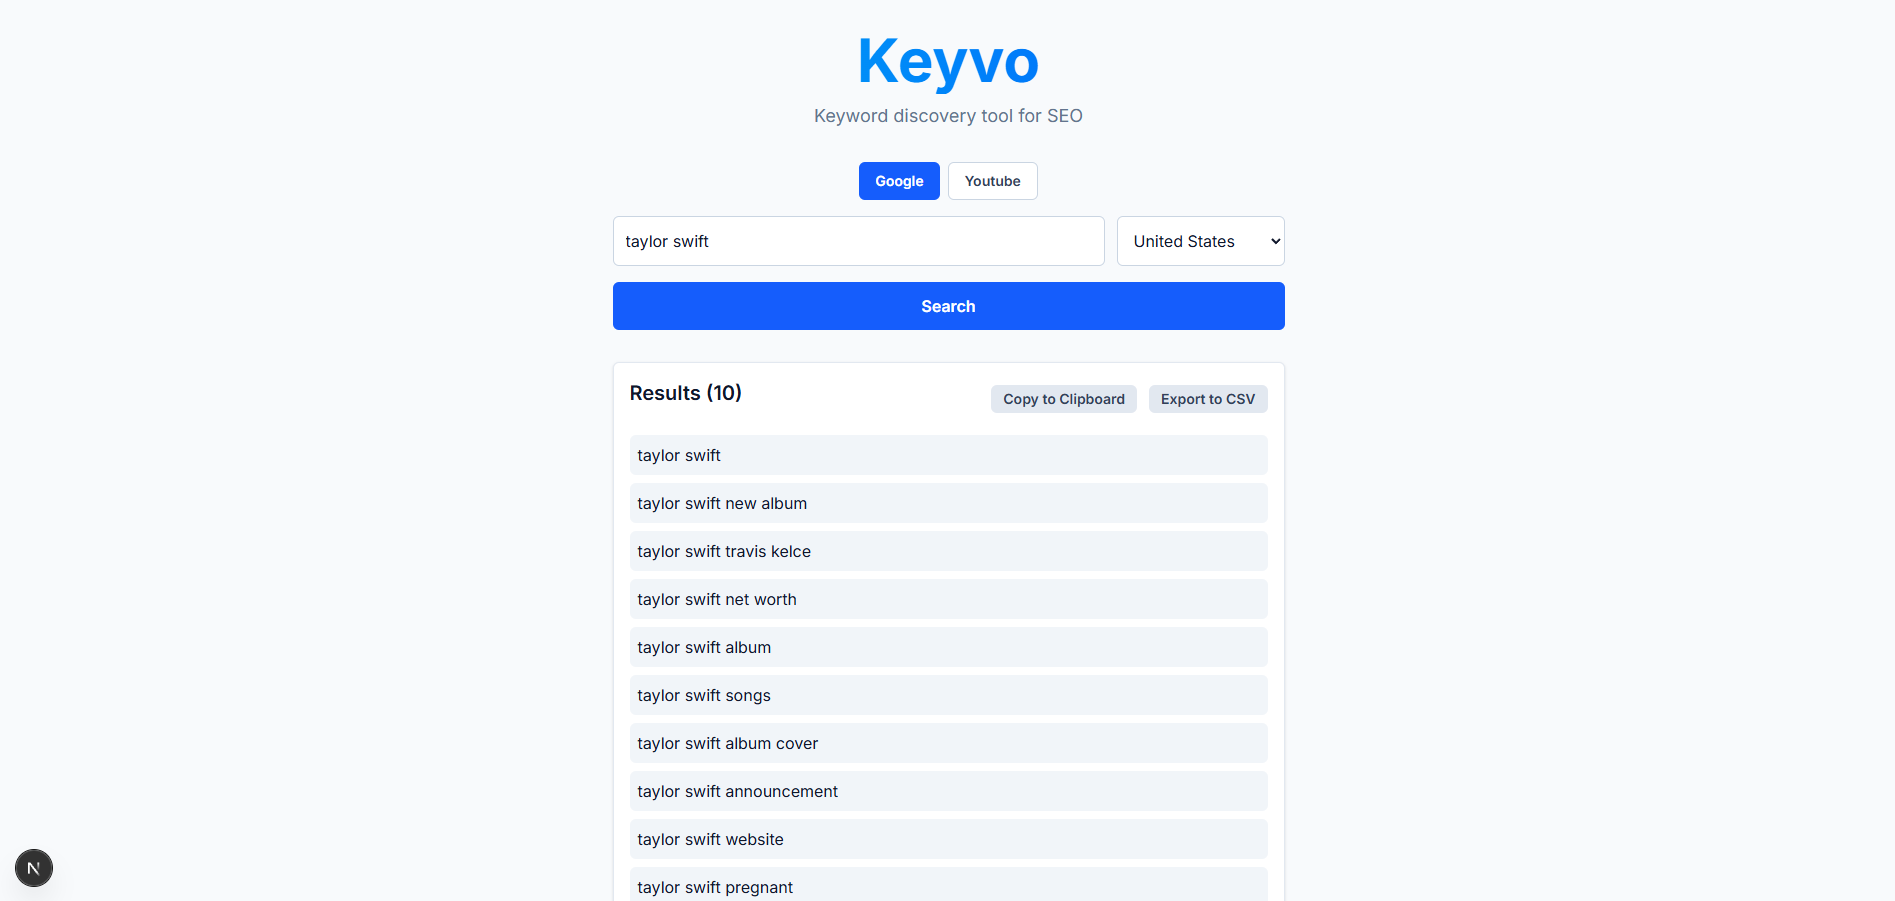 Keyvo
Keyword discovery tool for SEO
Google
Youtube
taylor swift
United States
Search
Results (10)
Copy to Clipboard
Export to CSV
taylor swift
taylor swift new album
taylor swift travis kelce
taylor swift net worth
taylor swift album
taylor swift songs
taylor swift album cover
taylor swift announcement
taylor swift website
taylor swift pregnant
N